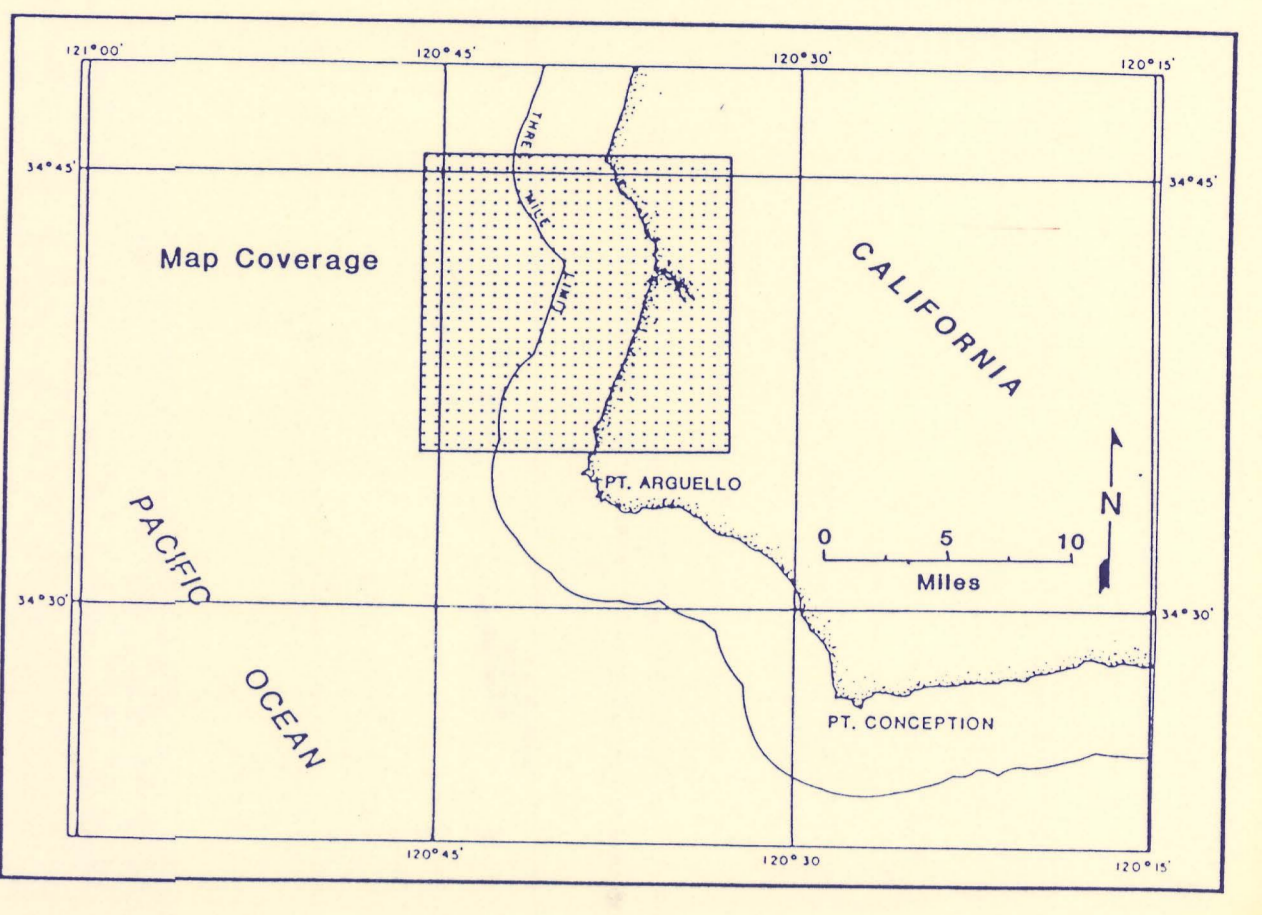 121°00'
120°45'
120°30'
120°15'
34°45'
34°45'
THREE
MILE
LIMIT
Map Coverage
CALIFORNIA
PT. ARGUELLO
N
0 5 10
Miles
PACIFIC
OCEAN
34°30'
34°30'
PT. CONCEPTION
120°45'
120°30
120°15'